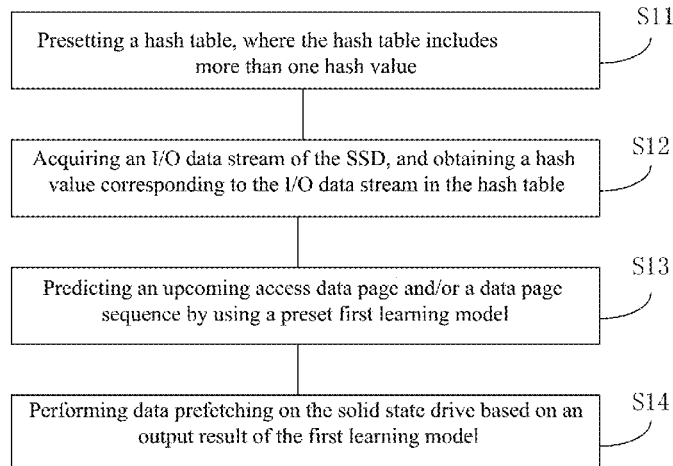 S11
Presetting a hash table, where the hash table includes
more than one hash value
S12
Acquiring an I/O data stream of the SSD, and obtaining a hash
value corresponding to the I/O data stream in the hash table
S13
Predicting an upcoming access data page and/or a data page
sequence by using a preset first learning model
S14
Performing data prefetching on the solid state drive based on an
output result of the first learning model